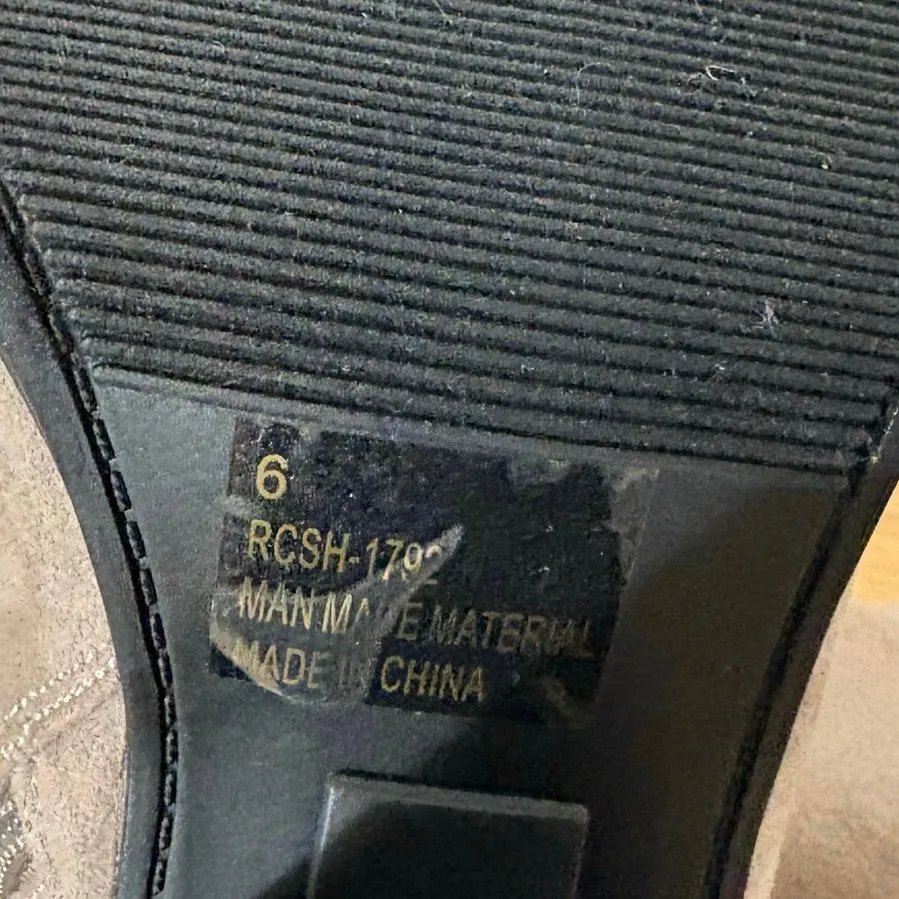 6
RCSH-1792
MAN MADE MATERIAL
MADE IN CHINA